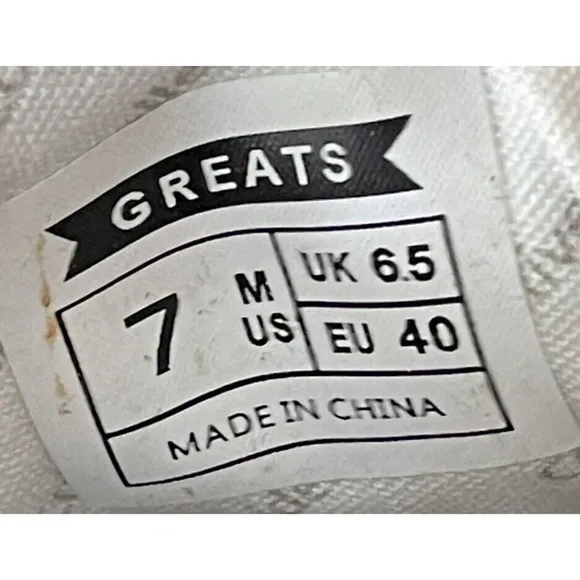 GREATS
7 M US
UK 6.5
EU 40
MADE IN CHINA